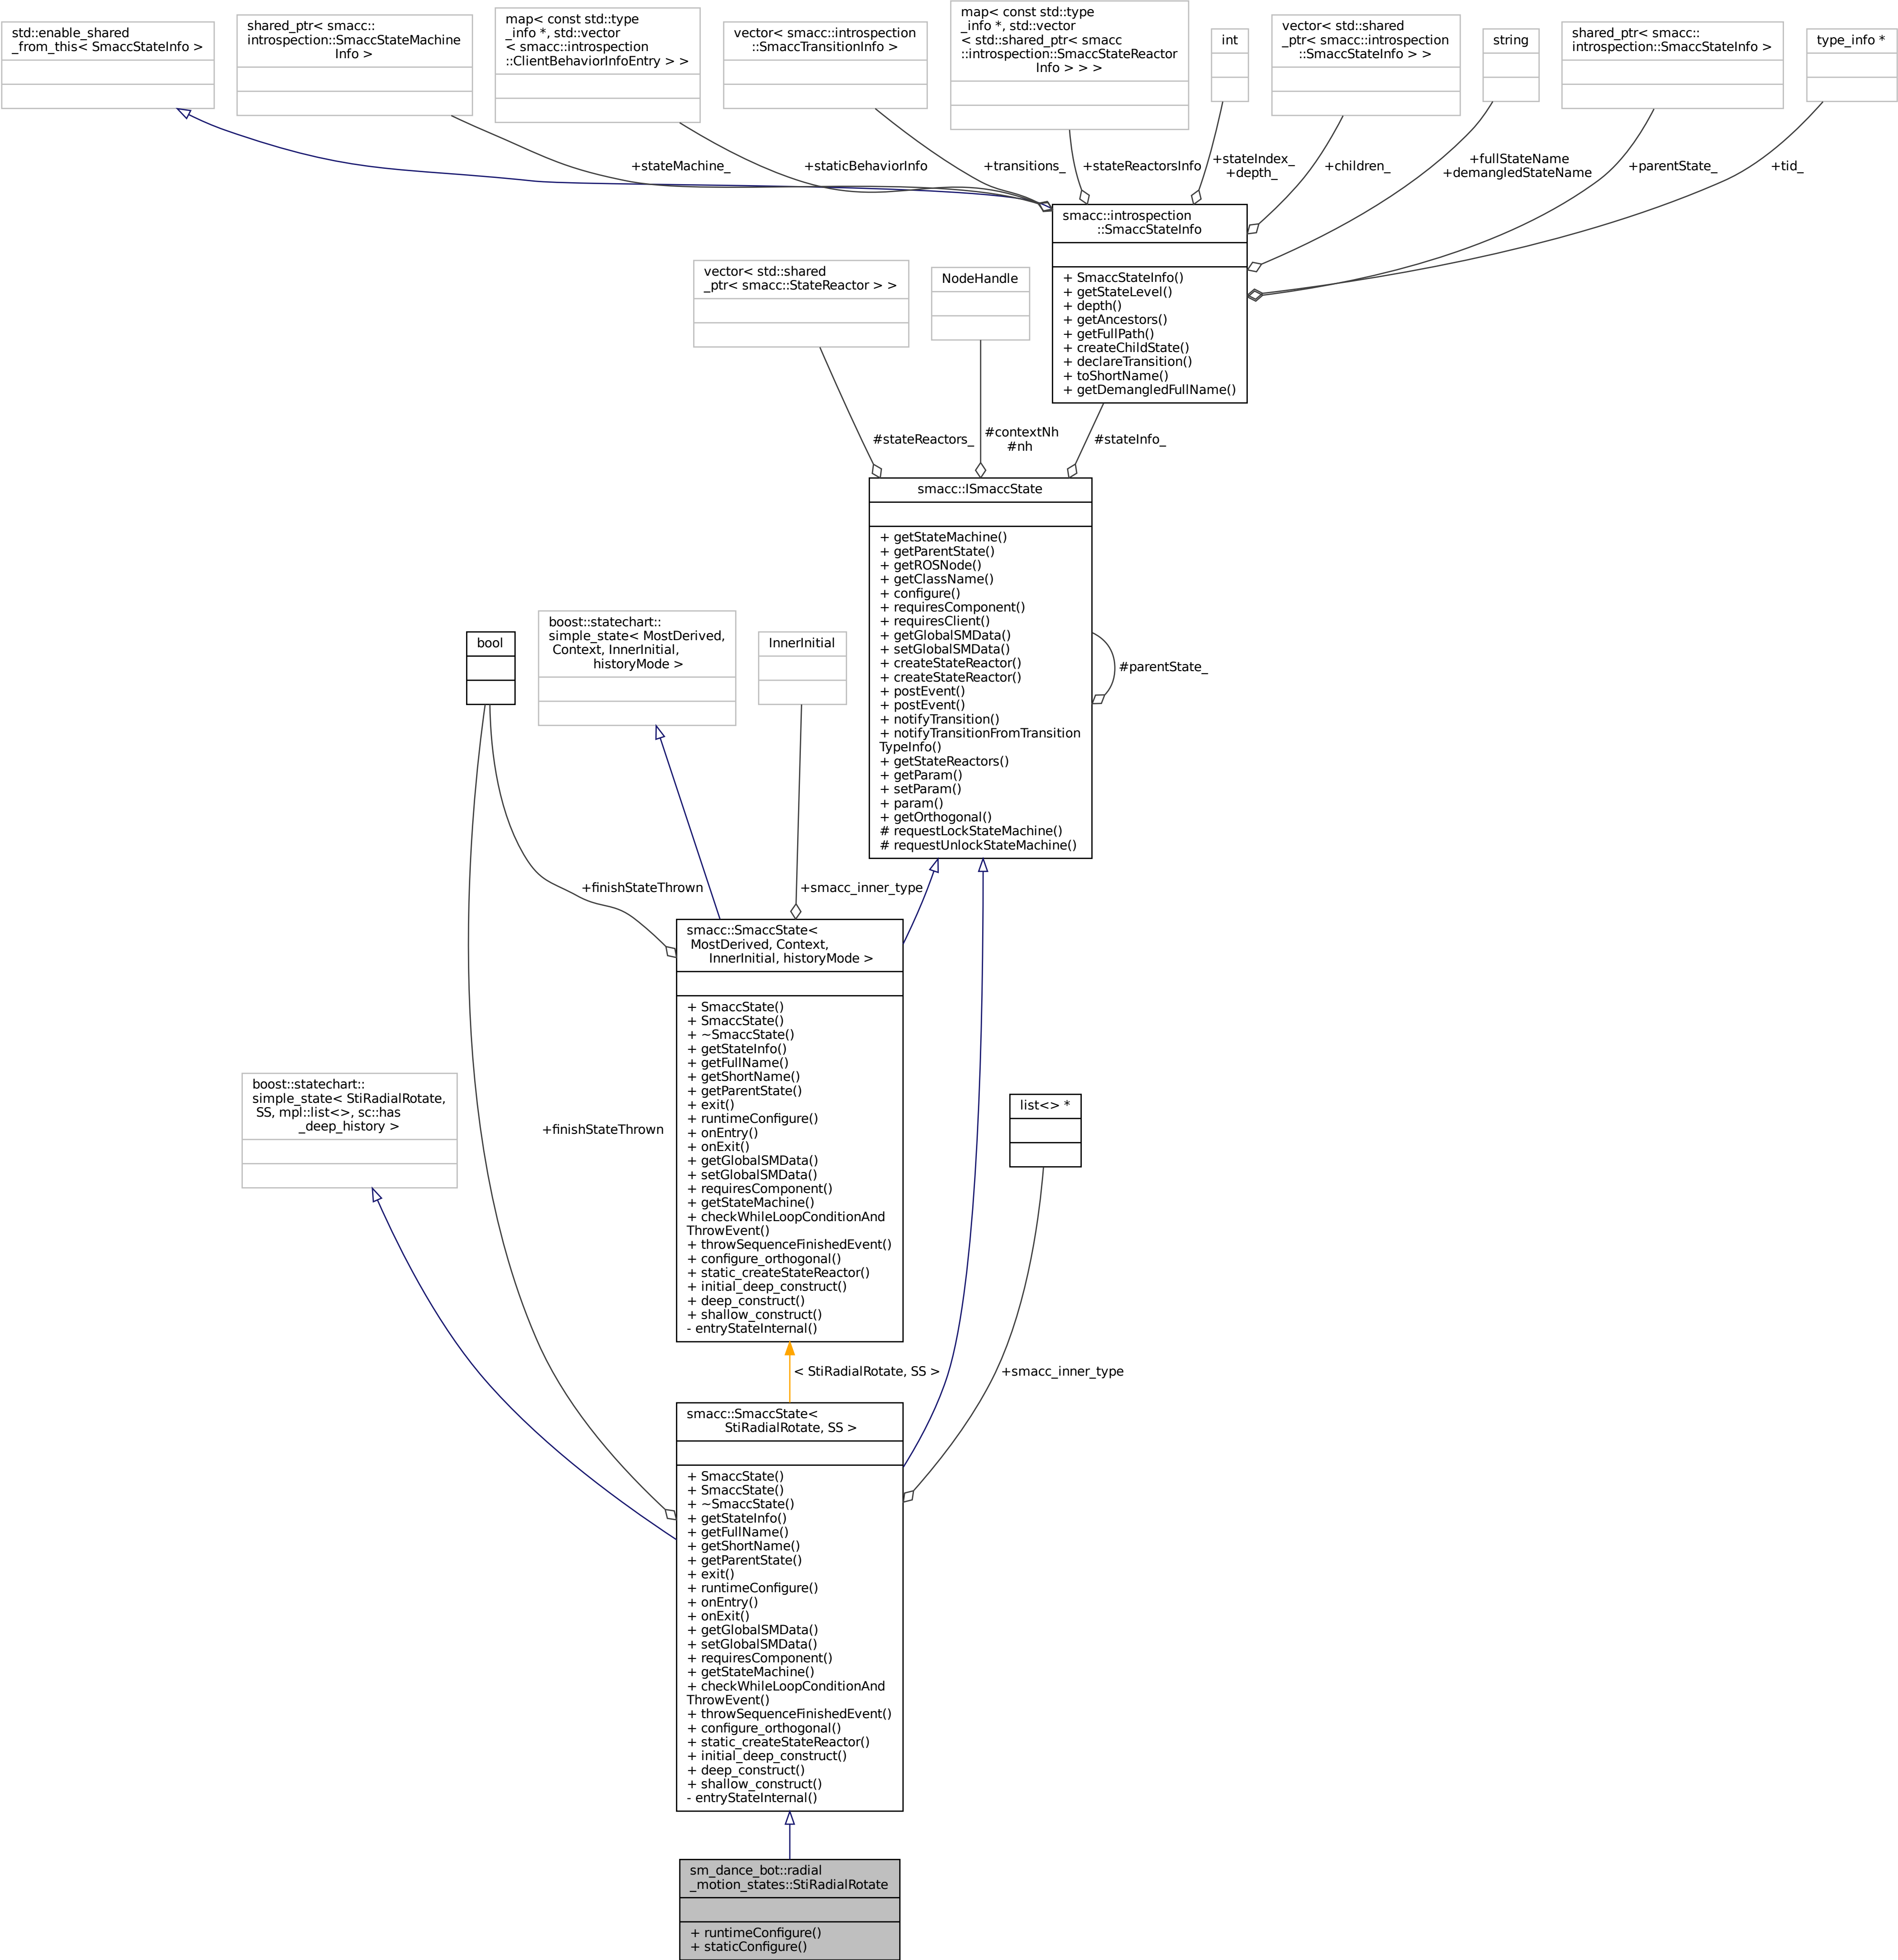 std::enable_shared
_from_this< SmaccStateInfo >
shared_ptr< smacc::
introspection::SmaccStateMachine
Info >
map< const std::type
_info *, std::vector
< smacc::introspection
::ClientBehaviorInfoEntry > >
vector< smacc::introspection
::SmaccTransitionInfo >
map< const std::type
_info *, std::vector
< std::shared_ptr< smacc
::introspection::SmaccStateReactor
Info > > >
int
vector< std::shared
_ptr< smacc::introspection
::SmaccStateInfo > >
string
shared_ptr< smacc::
introspection::SmaccStateInfo >
type_info *
+stateMachine_
+staticBehaviorInfo
+transitions_
+stateReactorsInfo
+stateIndex_
+depth_
+children_
+fullStateName
+demangledStateName
+parentState_
+tid_
smacc::introspection
::SmaccStateInfo
+ SmaccStateInfo()
+ getStateLevel()
+ depth()
+ getAncestors()
+ getFullPath()
+ createChildState()
+ declareTransition()
+ toShortName()
+ getDemangledFullName()
vector< std::shared
_ptr< smacc::StateReactor > >
NodeHandle
#stateReactors_
#contextNh
#nh
#stateInfo_
smacc::ISmaccState
+ getStateMachine()
+ getParentState()
+ getROSNode()
+ getClassName()
+ configure()
+ requiresComponent()
+ requiresClient()
+ getGlobalSMData()
+ setGlobalSMData()
+ createStateReactor()
+ createStateReactor()
+ postEvent()
+ postEvent()
+ notifyTransition()
+ notifyTransitionFromTransition
TypeInfo()
+ getStateReactors()
+ getParam()
+ setParam()
+ param()
+ getOrthogonal()
# requestLockStateMachine()
# requestUnlockStateMachine()
#parentState_
bool
boost::statechart::
simple_state< MostDerived,
Context, InnerInitial,
historyMode >
InnerInitial
+finishStateThrown
+smacc_inner_type
smacc::SmaccState<
MostDerived, Context,
InnerInitial, historyMode >
+ SmaccState()
+ SmaccState()
+ ~SmaccState()
+ getStateInfo()
+ getFullName()
+ getShortName()
+ getParentState()
+ exit()
+ runtimeConfigure()
+ onEntry()
+ onExit()
+ getGlobalSMData()
+ setGlobalSMData()
+ requiresComponent()
+ getStateMachine()
+ checkWhileLoopConditionAnd
ThrowEvent()
+ throwSequenceFinishedEvent()
+ configure_orthogonal()
+ static_createStateReactor()
+ initial_deep_construct()
+ deep_construct()
+ shallow_construct()
- entryStateInternal()
boost::statechart::
simple_state< StiRadialRotate,
SS, mpl::list<>, sc::has
_deep_history >
+finishStateThrown
list<> *
< StiRadialRotate, SS >
+smacc_inner_type
smacc::SmaccState<
StiRadialRotate, SS >
+ SmaccState()
+ SmaccState()
+ ~SmaccState()
+ getStateInfo()
+ getFullName()
+ getShortName()
+ getParentState()
+ exit()
+ runtimeConfigure()
+ onEntry()
+ onExit()
+ getGlobalSMData()
+ setGlobalSMData()
+ requiresComponent()
+ getStateMachine()
+ checkWhileLoopConditionAnd
ThrowEvent()
+ throwSequenceFinishedEvent()
+ configure_orthogonal()
+ static_createStateReactor()
+ initial_deep_construct()
+ deep_construct()
+ shallow_construct()
- entryStateInternal()
sm_dance_bot::radial
_motion_states::StiRadialRotate
+ runtimeConfigure()
+ staticConfigure()